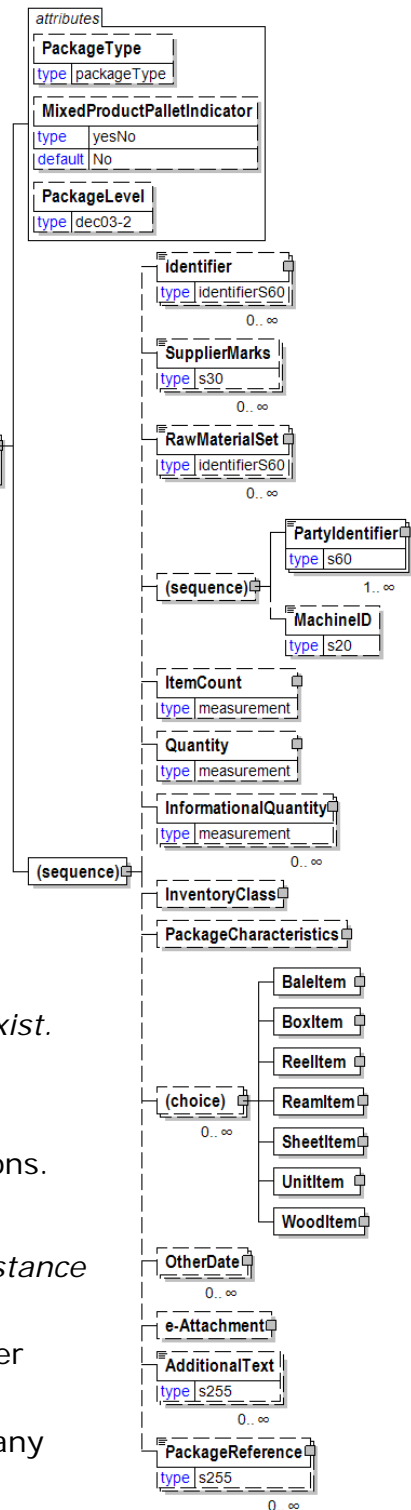 attributes
PackageType
type packageType
MixedProductPalletIndicator
type yesNo
default No
PackageLevel
type dec03-2
Identifier
type identifierS60
0.. ∞
SupplierMarks
type s30
0.. ∞
RawMaterialSet
type identifierS60
0.. ∞
PartyIdentifier
type s60
1.. ∞
(sequence)
MachineID
type s20
ItemCount
type measurement
Quantity
type measurement
InformationalQuantity
type measurement
0.. ∞
(sequence)
InventoryClass
PackageCharacteristics
BaleItem
xist.
BoxItem
ReelItem
(choice)
ReamItem
0.. ∞
SheetItem
ons.
UnitItem
WoodItem
stance
OtherDate
0.. ∞
e-Attachment
er
AdditionalText
type s255
0.. ∞
any
PackageReference
type s255
0.. ∞